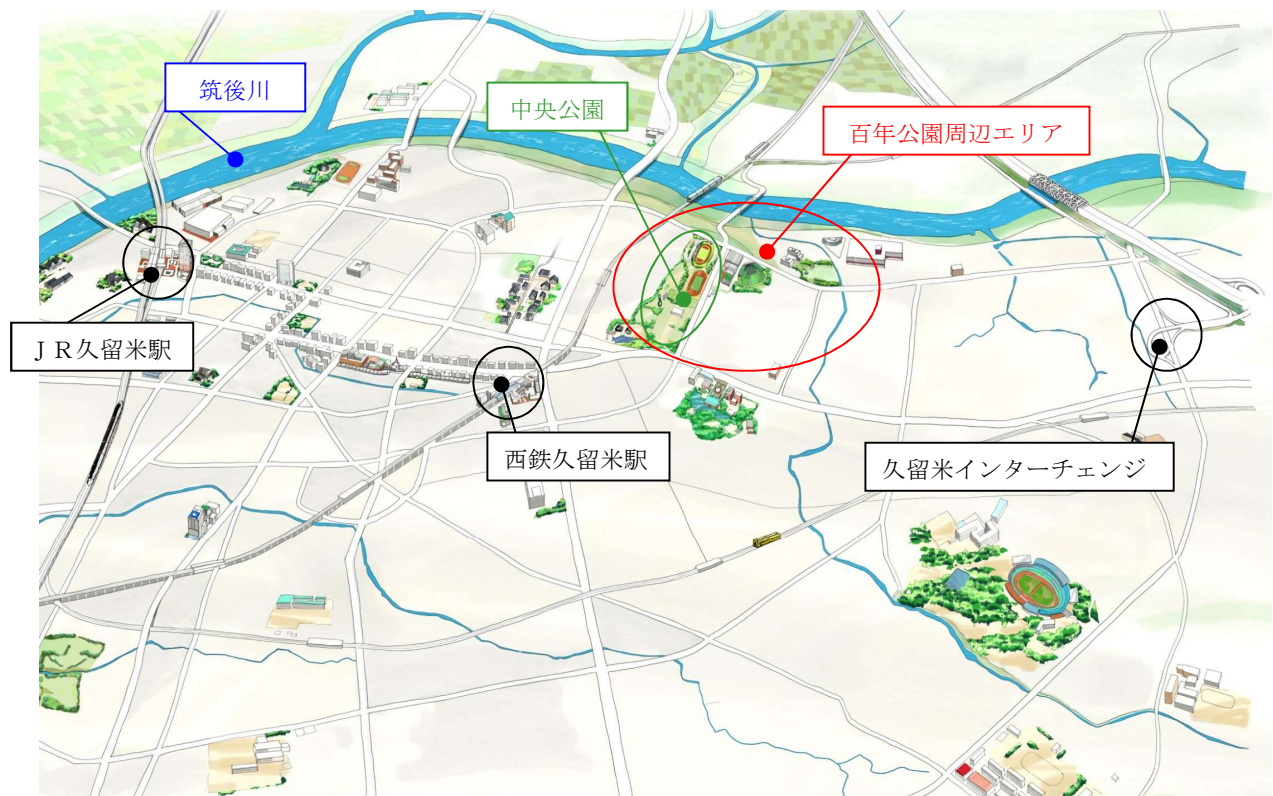 筑後川
中央公園
百年公園周辺エリア
ＪＲ久留米駅
西鉄久留米駅
久留米インターチェンジ